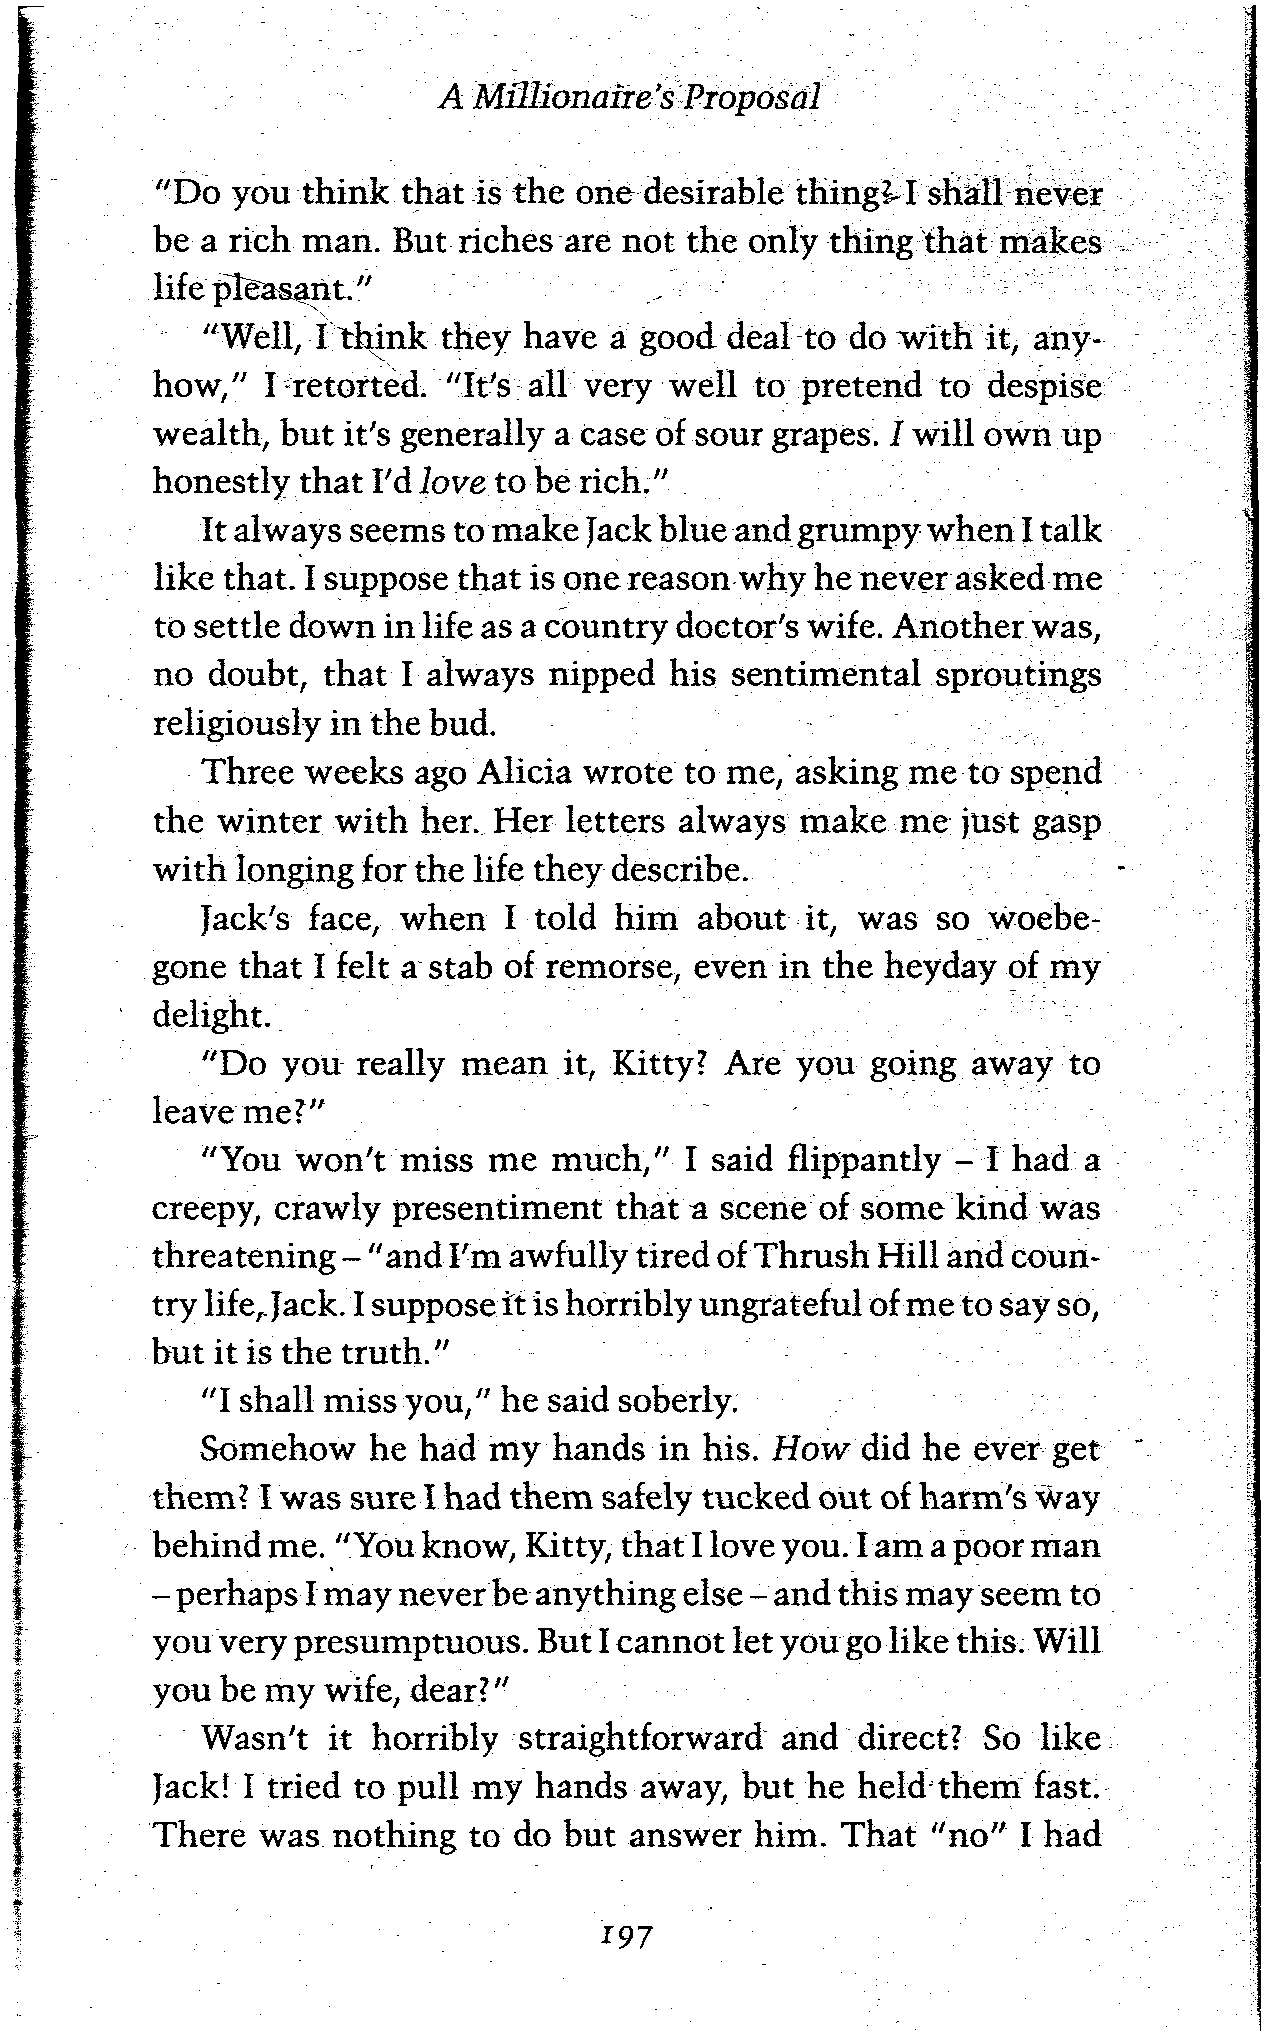 A Millionaire's Proposal
"Do you think that is the one desirable thing? I shall never
be a rich man. But riches are not the only thing that makes
life pleasant."
"Well, I think they have a good deal to do with it, any-
how," I retorted. "It's all very well to pretend to despise
wealth, but it's generally a case of sour grapes. I will own up
honestly that I'd love to be rich."
It always seems to make Jack blue and grumpy when I talk
like that. I suppose that is one reason why he never asked me
to settle down in life as a country doctor's wife. Another was,
no doubt, that I always nipped his sentimental sproutings
religiously in the bud.
Three weeks ago Alicia wrote to me, asking me to spend
the winter with her. Her letters always make me just gasp
with longing for the life they describe.
Jack's face, when I told him about it, was so woebe-
gone that I felt a stab of remorse, even in the heyday of my
delight.
"Do you really mean it, Kitty? Are you going away to
leave me?"
"You won't miss me much," I said flippantly – I had a
creepy, crawly presentiment that a scene of some kind was
threatening – "and I'm awfully tired of Thrush Hill and coun-
try life, Jack. I suppose it is horribly ungrateful of me to say so,
but it is the truth."
"I shall miss you," he said soberly.
Somehow he had my hands in his. How did he ever get
them? I was sure I had them safely tucked out of harm's way
behind me. "You know, Kitty, that I love you. I am a poor man
– perhaps I may never be anything else – and this may seem to
you very presumptuous. But I cannot let you go like this. Will
you be my wife, dear?"
Wasn't it horribly straightforward and direct? So like
Jack! I tried to pull my hands away, but he held them fast.
There was nothing to do but answer him. That "no" I had
197